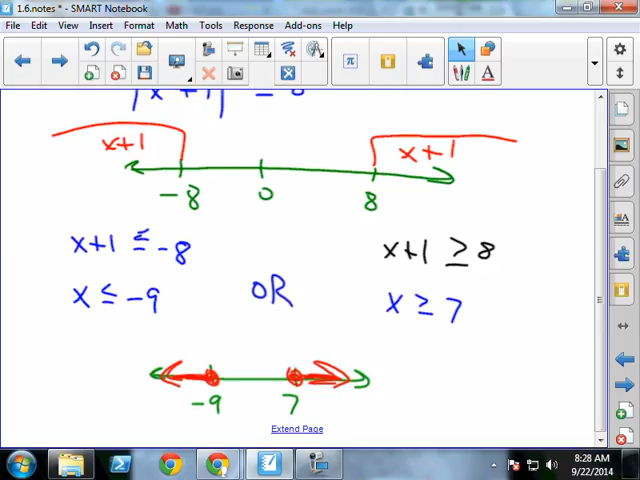 1.6.notes * - SMART Notebook
File Edit View Insert Format Math Tools Response Add-ons Help
x+1 x+1
-8 0 8
x+1 ≤ -8 x+1 ≥ 8
x ≤ -9 OR x ≥ 7
-9 7
Extend Page
8:28 AM
9/22/2014